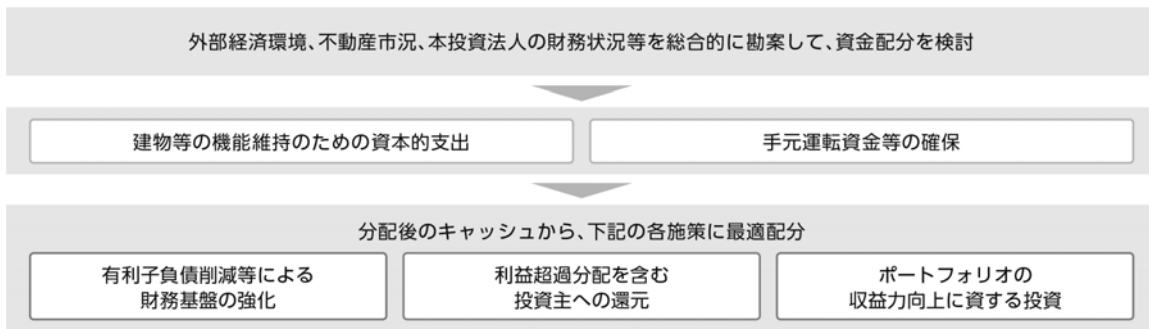 外部経済環境、不動産市況、本投資法人の財務状況等を総合的に勘案して、資金配分を検討
建物等の機能維持のための資本的支出
手元運転資金等の確保
分配後のキャッシュから、下記の各施策に最適配分
有利子負債削減等による
財務基盤の強化
利益超過分配を含む
投資主への還元
ポートフォリオの
収益力向上に資する投資